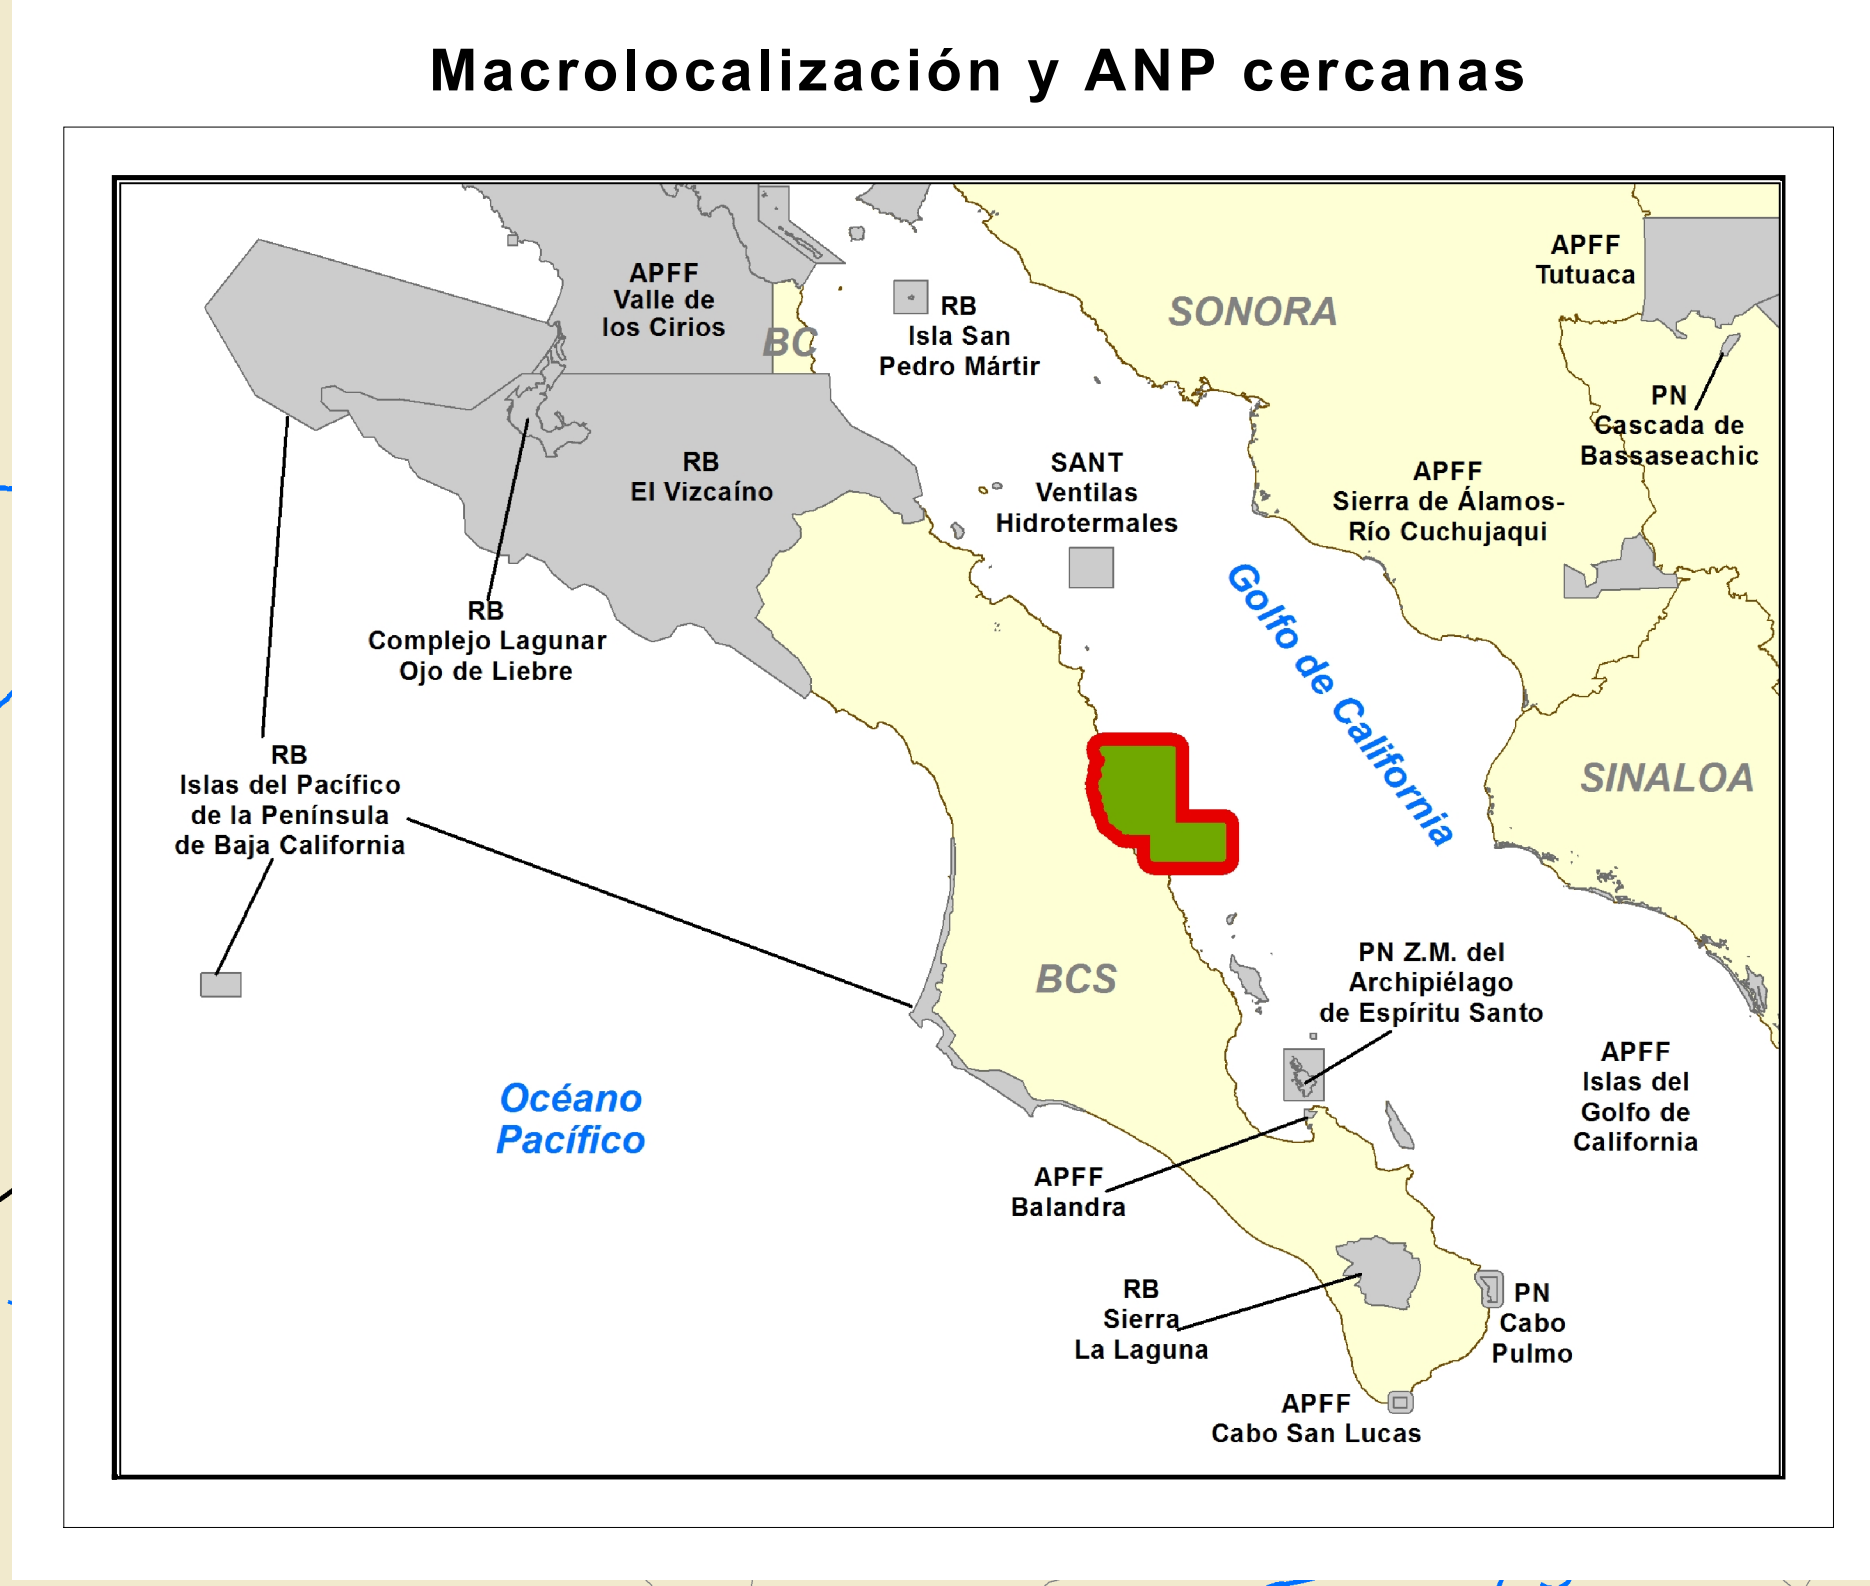 Macrolocalización y ANP cercanas
APFF
Valle de
los Cirios
BC
RB
Isla San
Pedro Mártir
SONORA
APFF
Tutuaca
PN
Cascada de
Bassaseachic
RB
El Vizcaíno
SANT
Ventilas
Hidrotermales
APFF
Sierra de Álamos-
Río Cuchujaqui
RB
Complejo Lagunar
Ojo de Liebre
Golfo de California
RB
Islas del Pacífico
de la Península
de Baja California
SINALOA
BCS
PN Z.M. del
Archipiélago
de Espíritu Santo
APFF
Islas del
Golfo de
California
Océano
Pacífico
APFF
Balandra
RB
Sierra
La Laguna
PN
Cabo
Pulmo
APFF
Cabo San Lucas